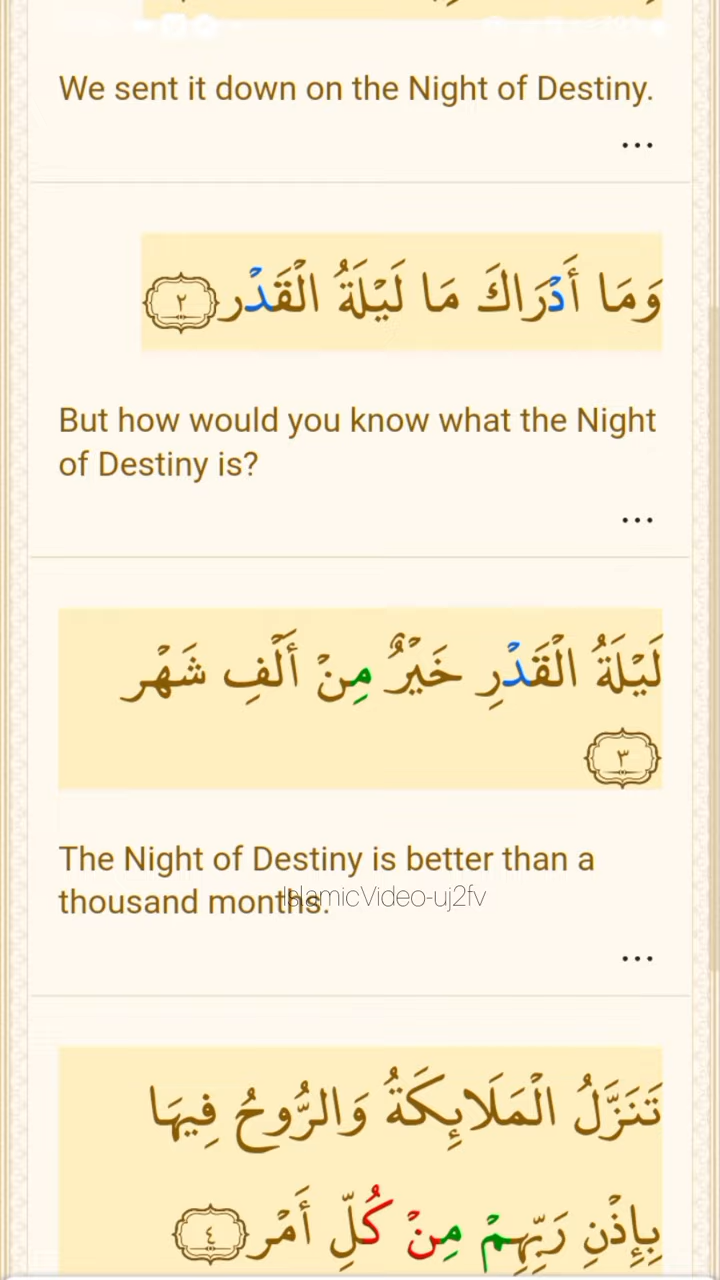 We sent it down on the Night of Destiny.
...
وَمَا أَدْرَاكَ مَا لَيْلَةُ الْقَدْر ٢
But how would you know what the Night
of Destiny is?
...
لَيْلَةُ الْقَدْرِ خَيْرٌ مِنْ أَلْفِ شَهْر
٣
The Night of Destiny is better than a
thousand months.
IslamicVideo-uj2fv
...
تَنَزَّلُ الْمَلَائِكَةُ وَالرُّوحُ فِيهَا
بِإِذْنِ رَبِّهِمْ مِنْ كُلِّ أَمْر ٤